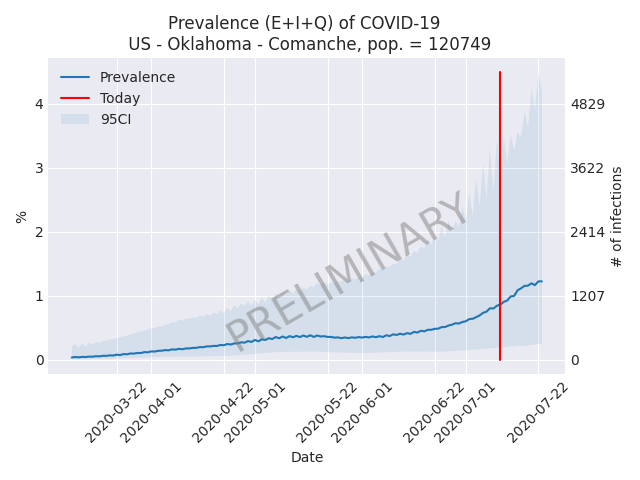 Prevalence (E+I+Q) of COVID-19
US - Oklahoma - Comanche, pop. = 120749
Prevalence
Today
95CI
PRELIMINARY
%
4
3
2
1
0
# of infections
4829
3622
2414
1207
0
2020-03-22
2020-04-01
2020-04-22
2020-05-01
2020-05-22
2020-06-01
2020-06-22
2020-07-01
2020-07-22
Date